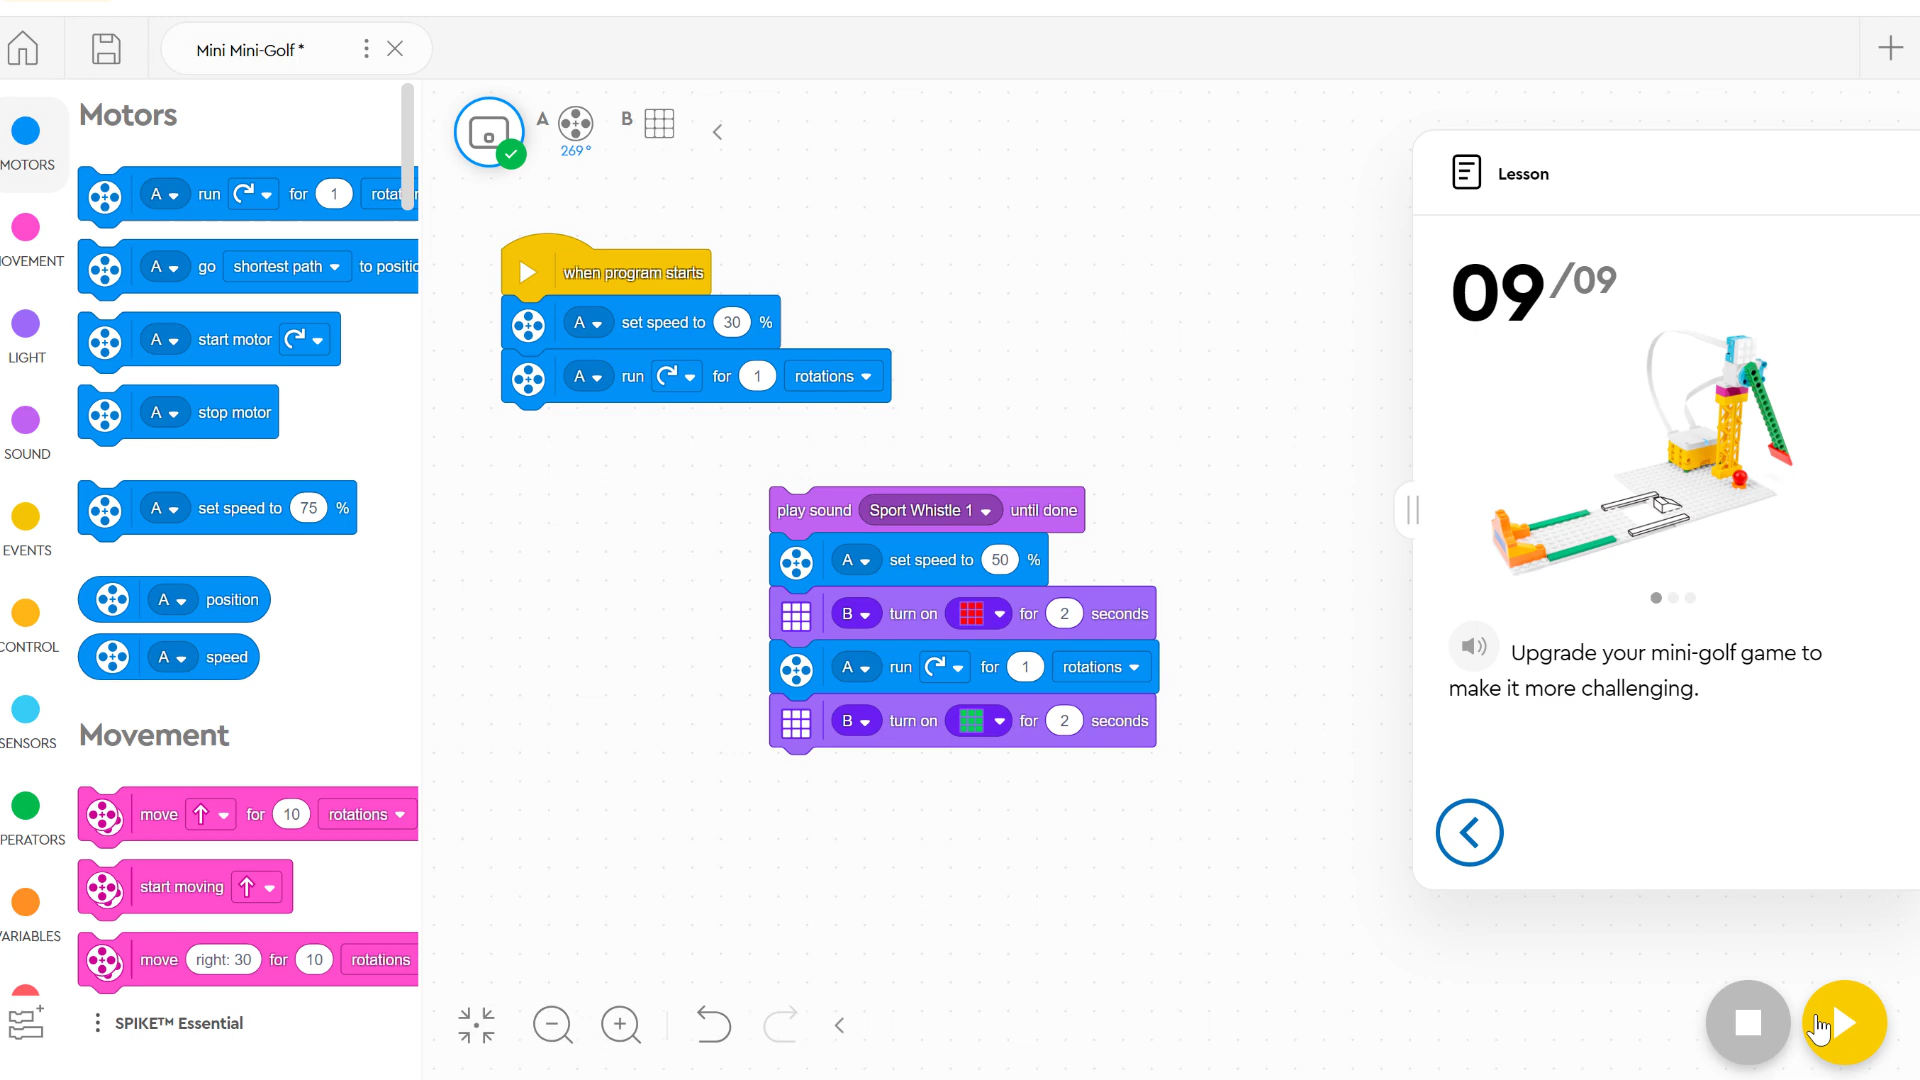 Mini Mini-Golf *
MOTORS
OVEMENT
LIGHT
SOUND
EVENTS
CONTROL
SENSORS
PERATORS
VARIABLES
Motors
A run for 1 rotat
A go shortest path to positio
A start motor
A stop motor
A set speed to 75 %
A position
A speed
Movement
move for 10 rotations
start moving
move right: 30 for 10 rotations
SPIKE™ Essential
A 269° B
when program starts
A set speed to 30 %
A run for 1 rotations
play sound Sport Whistle 1 until done
A set speed to 50 %
B turn on for 2 seconds
A run for 1 rotations
B turn on for 2 seconds
Lesson
09/09
Upgrade your mini-golf game to
make it more challenging.